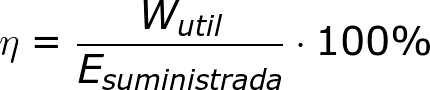 η = W_util / E_suministrada · 100%